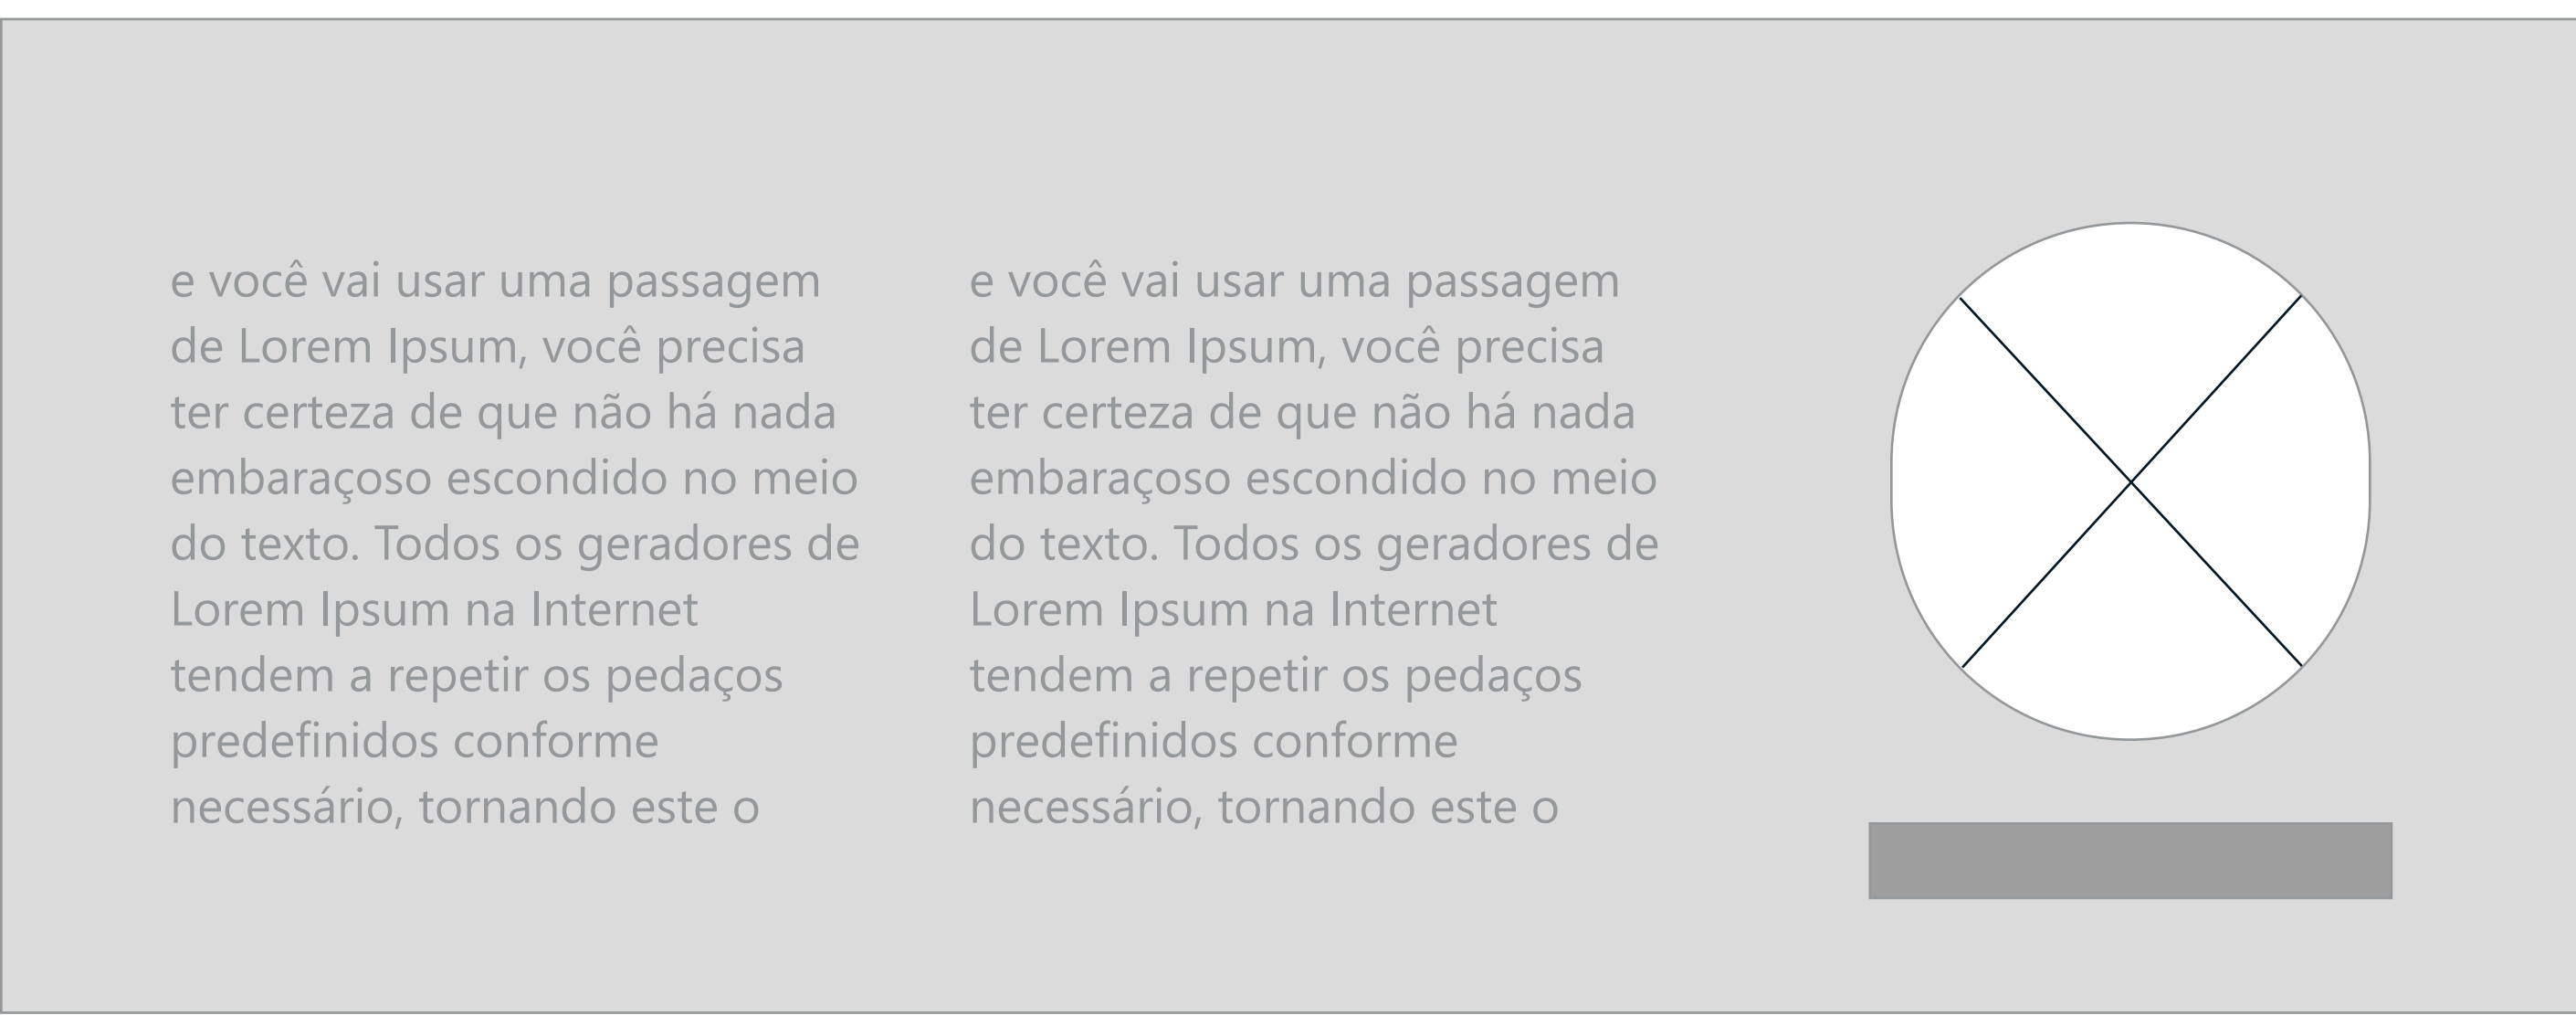 e você vai usar uma passagem
de Lorem Ipsum, você precisa
ter certeza de que não há nada
embaraçoso escondido no meio
do texto. Todos os geradores de
Lorem Ipsum na Internet
tendem a repetir os pedaços
predefinidos conforme
necessário, tornando este o
e você vai usar uma passagem
de Lorem Ipsum, você precisa
ter certeza de que não há nada
embaraçoso escondido no meio
do texto. Todos os geradores de
Lorem Ipsum na Internet
tendem a repetir os pedaços
predefinidos conforme
necessário, tornando este o